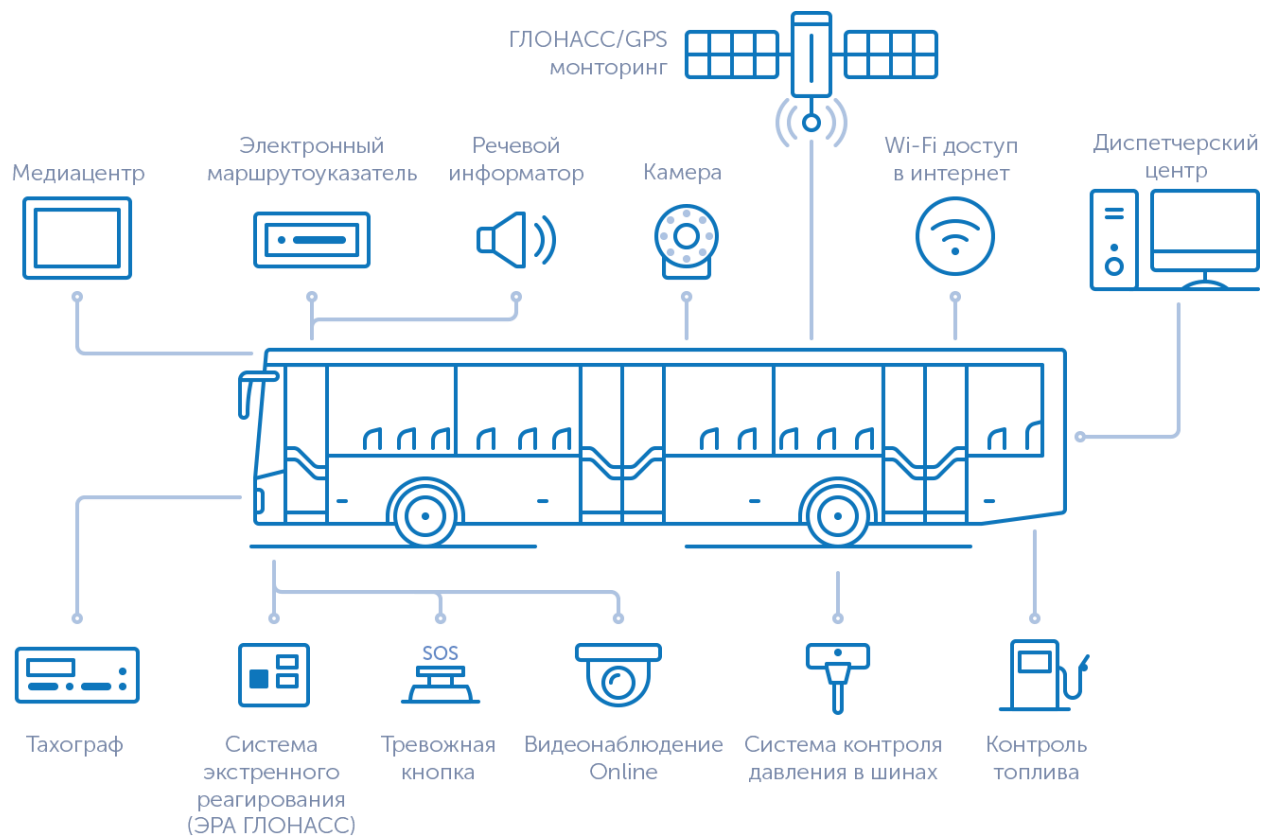 ГЛОНАСС/GPS
монторинг
Медиацентр
Электронный
маршрутоуказатель
Речевой
информатор
Камера
Wi-Fi доступ
в интернет
Диспетчерский
центр
SOS
Тахограф
Система
экстренного
реагирования
(ЭРА ГЛОНАСС)
Тревожная
кнопка
Видеонаблюдение
Online
Система контроля
давления в шинах
Контроль
топлива